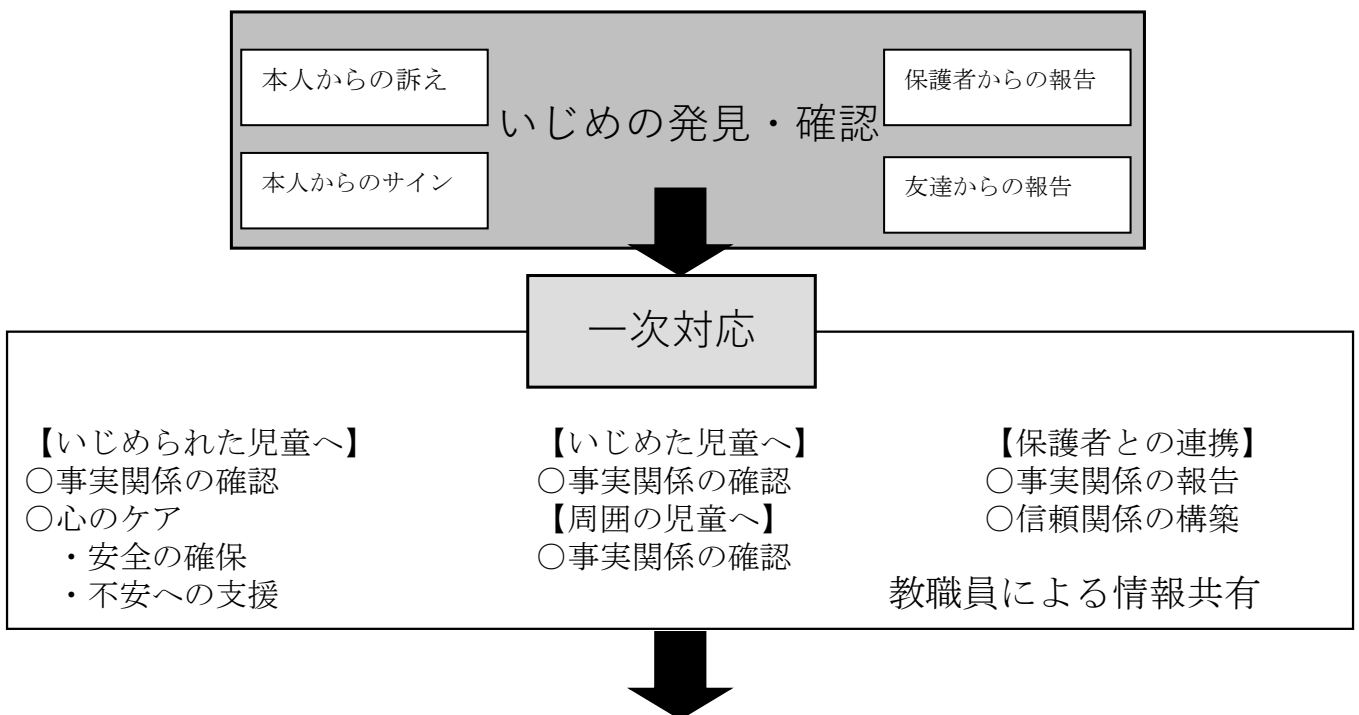 本人からの訴え
保護者からの報告
いじめの発見・確認
本人からのサイン
友達からの報告
一次対応
【いじめられた児童へ】
○事実関係の確認
○心のケア
・安全の確保
・不安への支援
【いじめた児童へ】
○事実関係の確認
【周囲の児童へ】
○事実関係の確認
【保護者との連携】
○事実関係の報告
○信頼関係の構築
教職員による情報共有